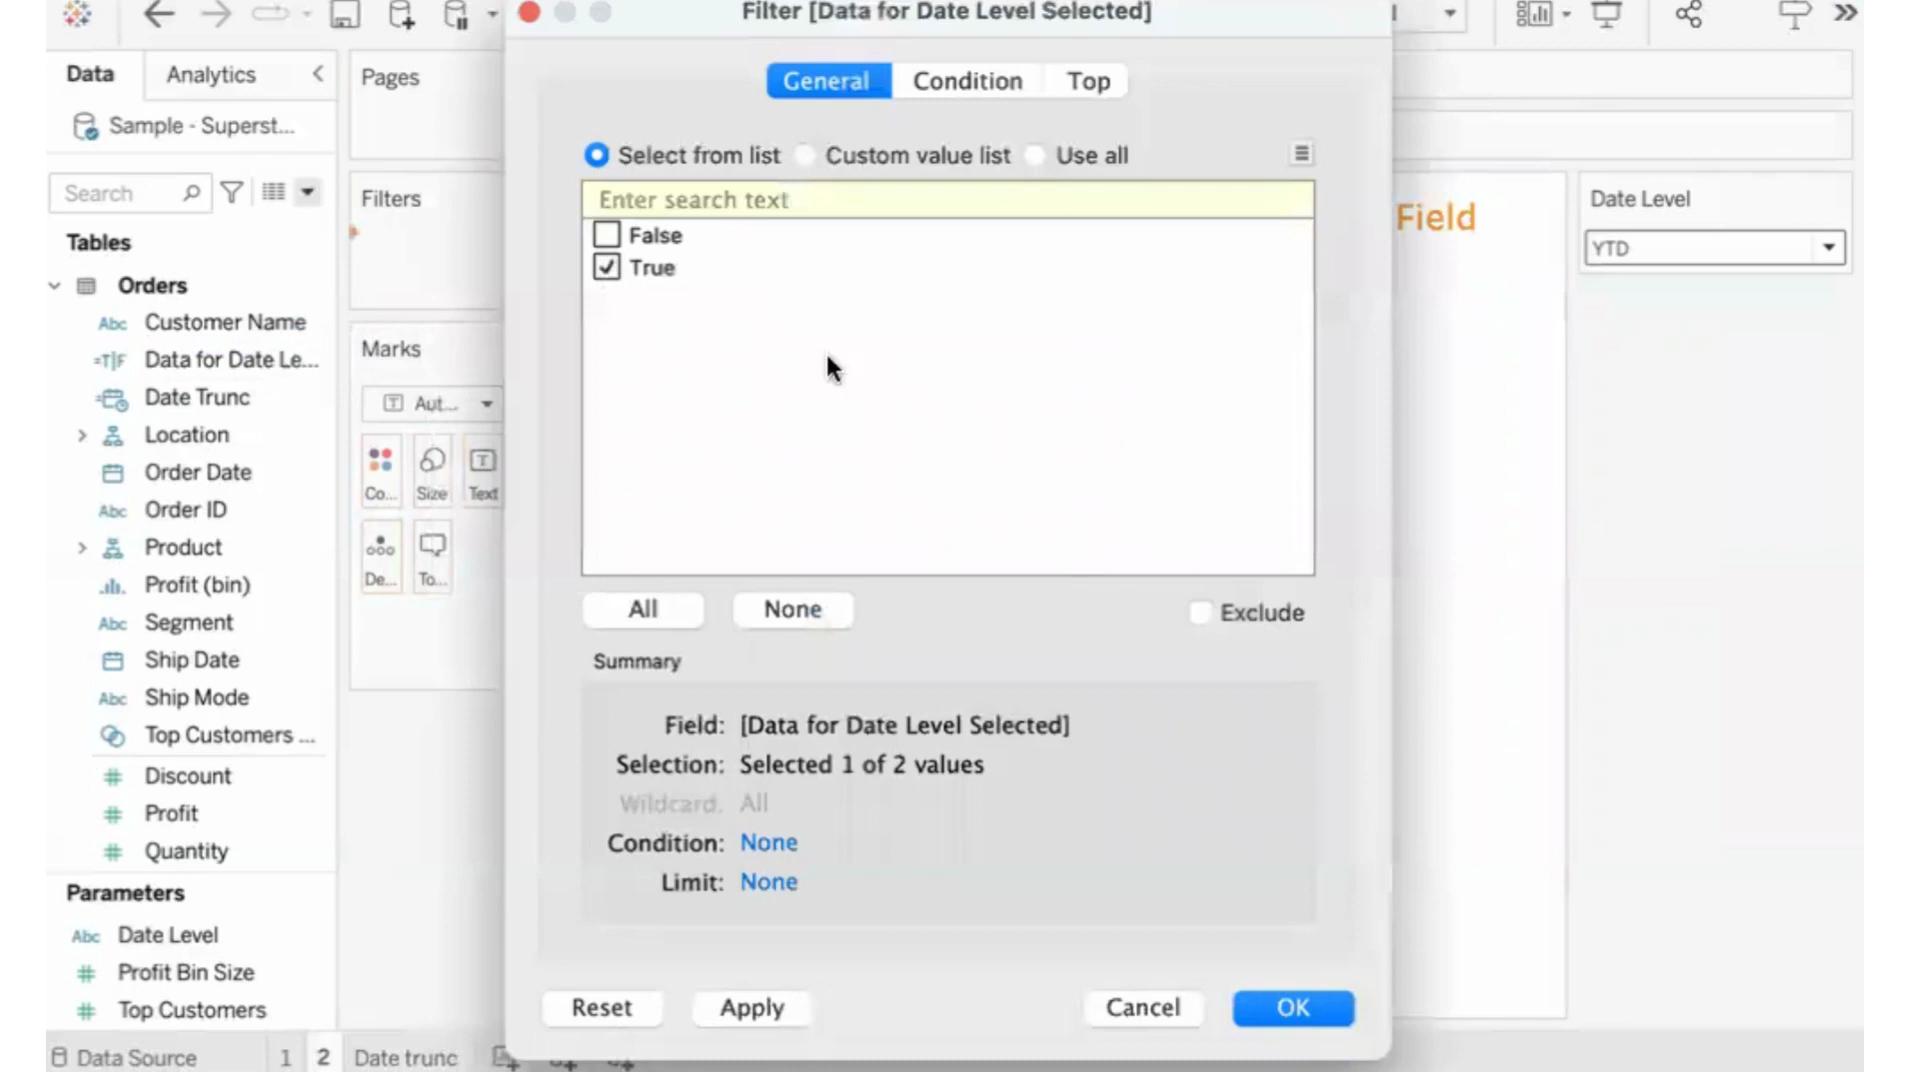 Filter [Data for Date Level Selected]
Data
Analytics
Sample - Superst...
Search
Tables
Orders
Abc Customer Name
=T|F Data for Date Le...
Date Trunc
Location
Order Date
Abc Order ID
Product
Profit (bin)
Abc Segment
Ship Date
Abc Ship Mode
Top Customers ...
# Discount
# Profit
# Quantity
Parameters
Abc Date Level
# Profit Bin Size
# Top Customers
Pages
Filters
Marks
Aut...
Co...
Size
Text
De...
To...
General
Condition
Top
Select from list
Custom value list
Use all
Enter search text
False
True
All
None
Exclude
Summary
Field: [Data for Date Level Selected]
Selection: Selected 1 of 2 values
Wildcard: All
Condition: None
Limit: None
Reset
Apply
Cancel
OK
Field
Date Level
YTD
Data Source
1
2
Date trunc